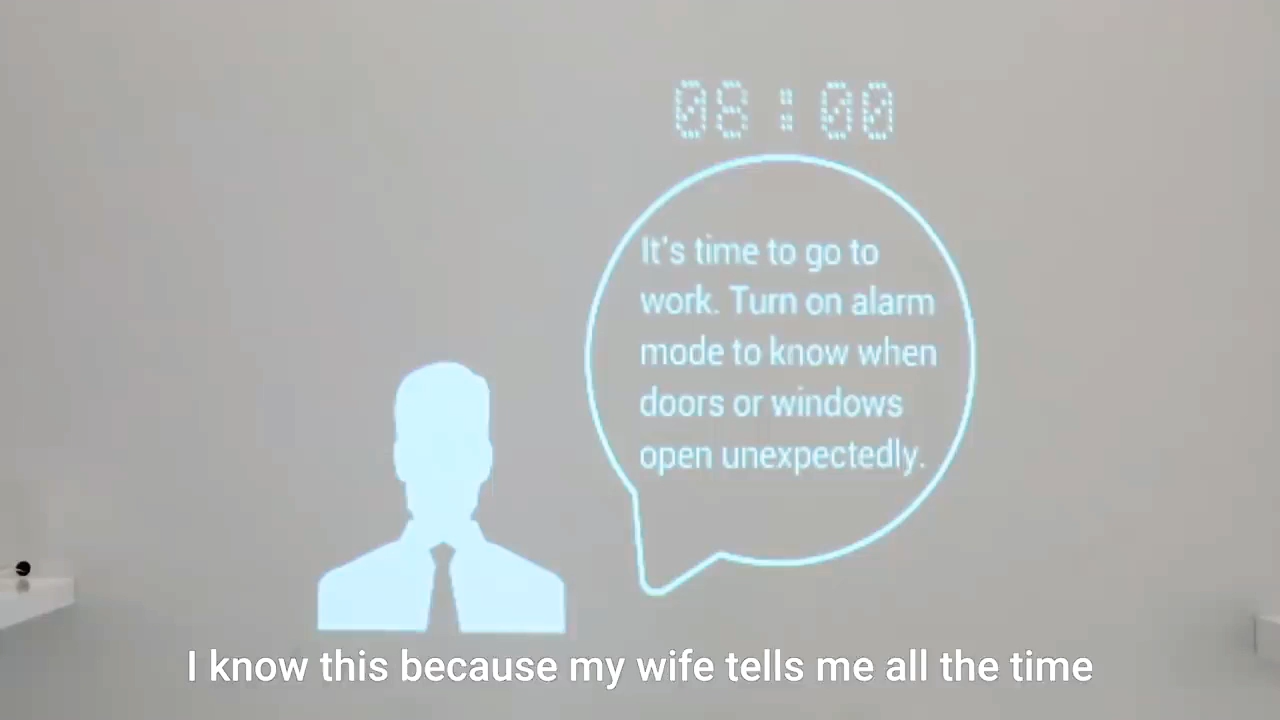 08:00
It's time to go to
work. Turn on alarm
mode to know when
doors or windows
open unexpectedly.
I know this because my wife tells me all the time